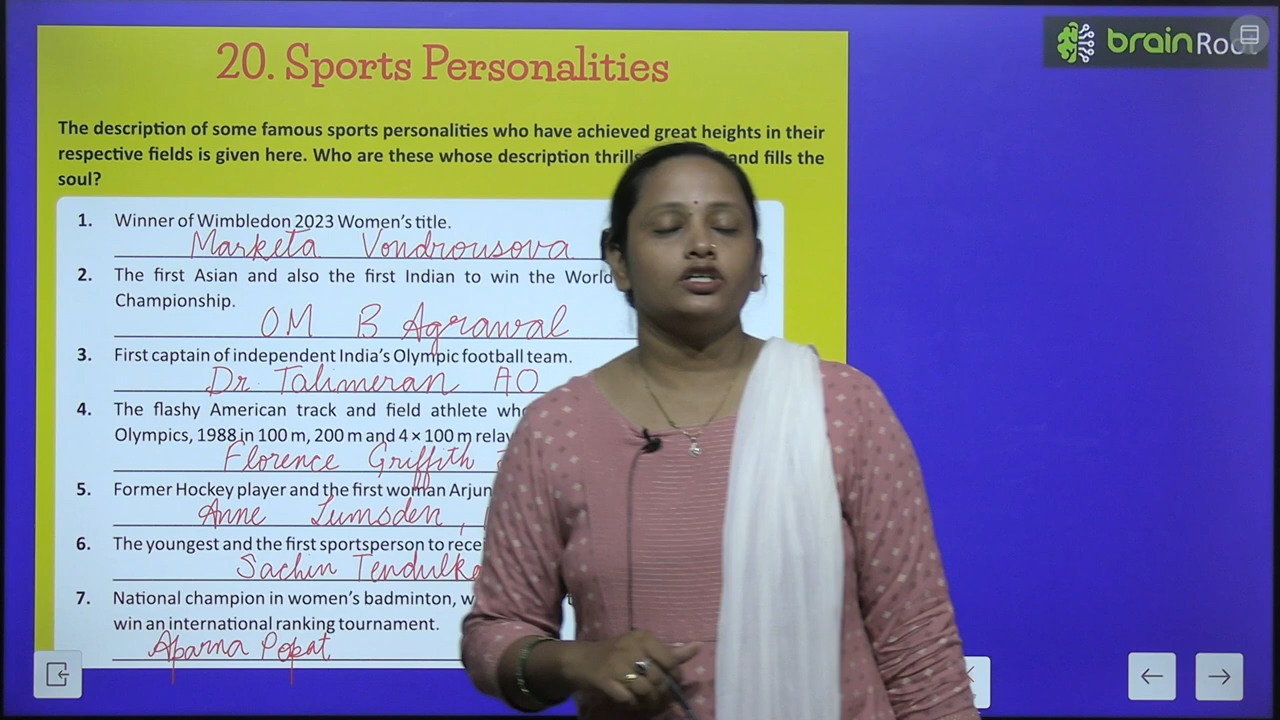 brainRoot
20. Sports Personalities
The description of some famous sports personalities who have achieved great heights in their
respective fields is given here. Who are these whose description thrills and fills the
soul?
1. Winner of Wimbledon 2023 Women's title.
Marketa Vondrousova
2. The first Asian and also the first Indian to win the World
Championship.
OM B Agrawal
3. First captain of independent India's Olympic football team.
Dr. Talimeran AO
4. The flashy American track and field athlete who
Olympics, 1988 in 100 m, 200 m and 4 × 100 m relay
Florence Griffith
5. Former Hockey player and the first woman Arjun
Anne Lumsden,
6. The youngest and the first sportsperson to recei
Sachin Tendulka
7. National champion in women's badminton, w
win an international ranking tournament.
Aparna Popat